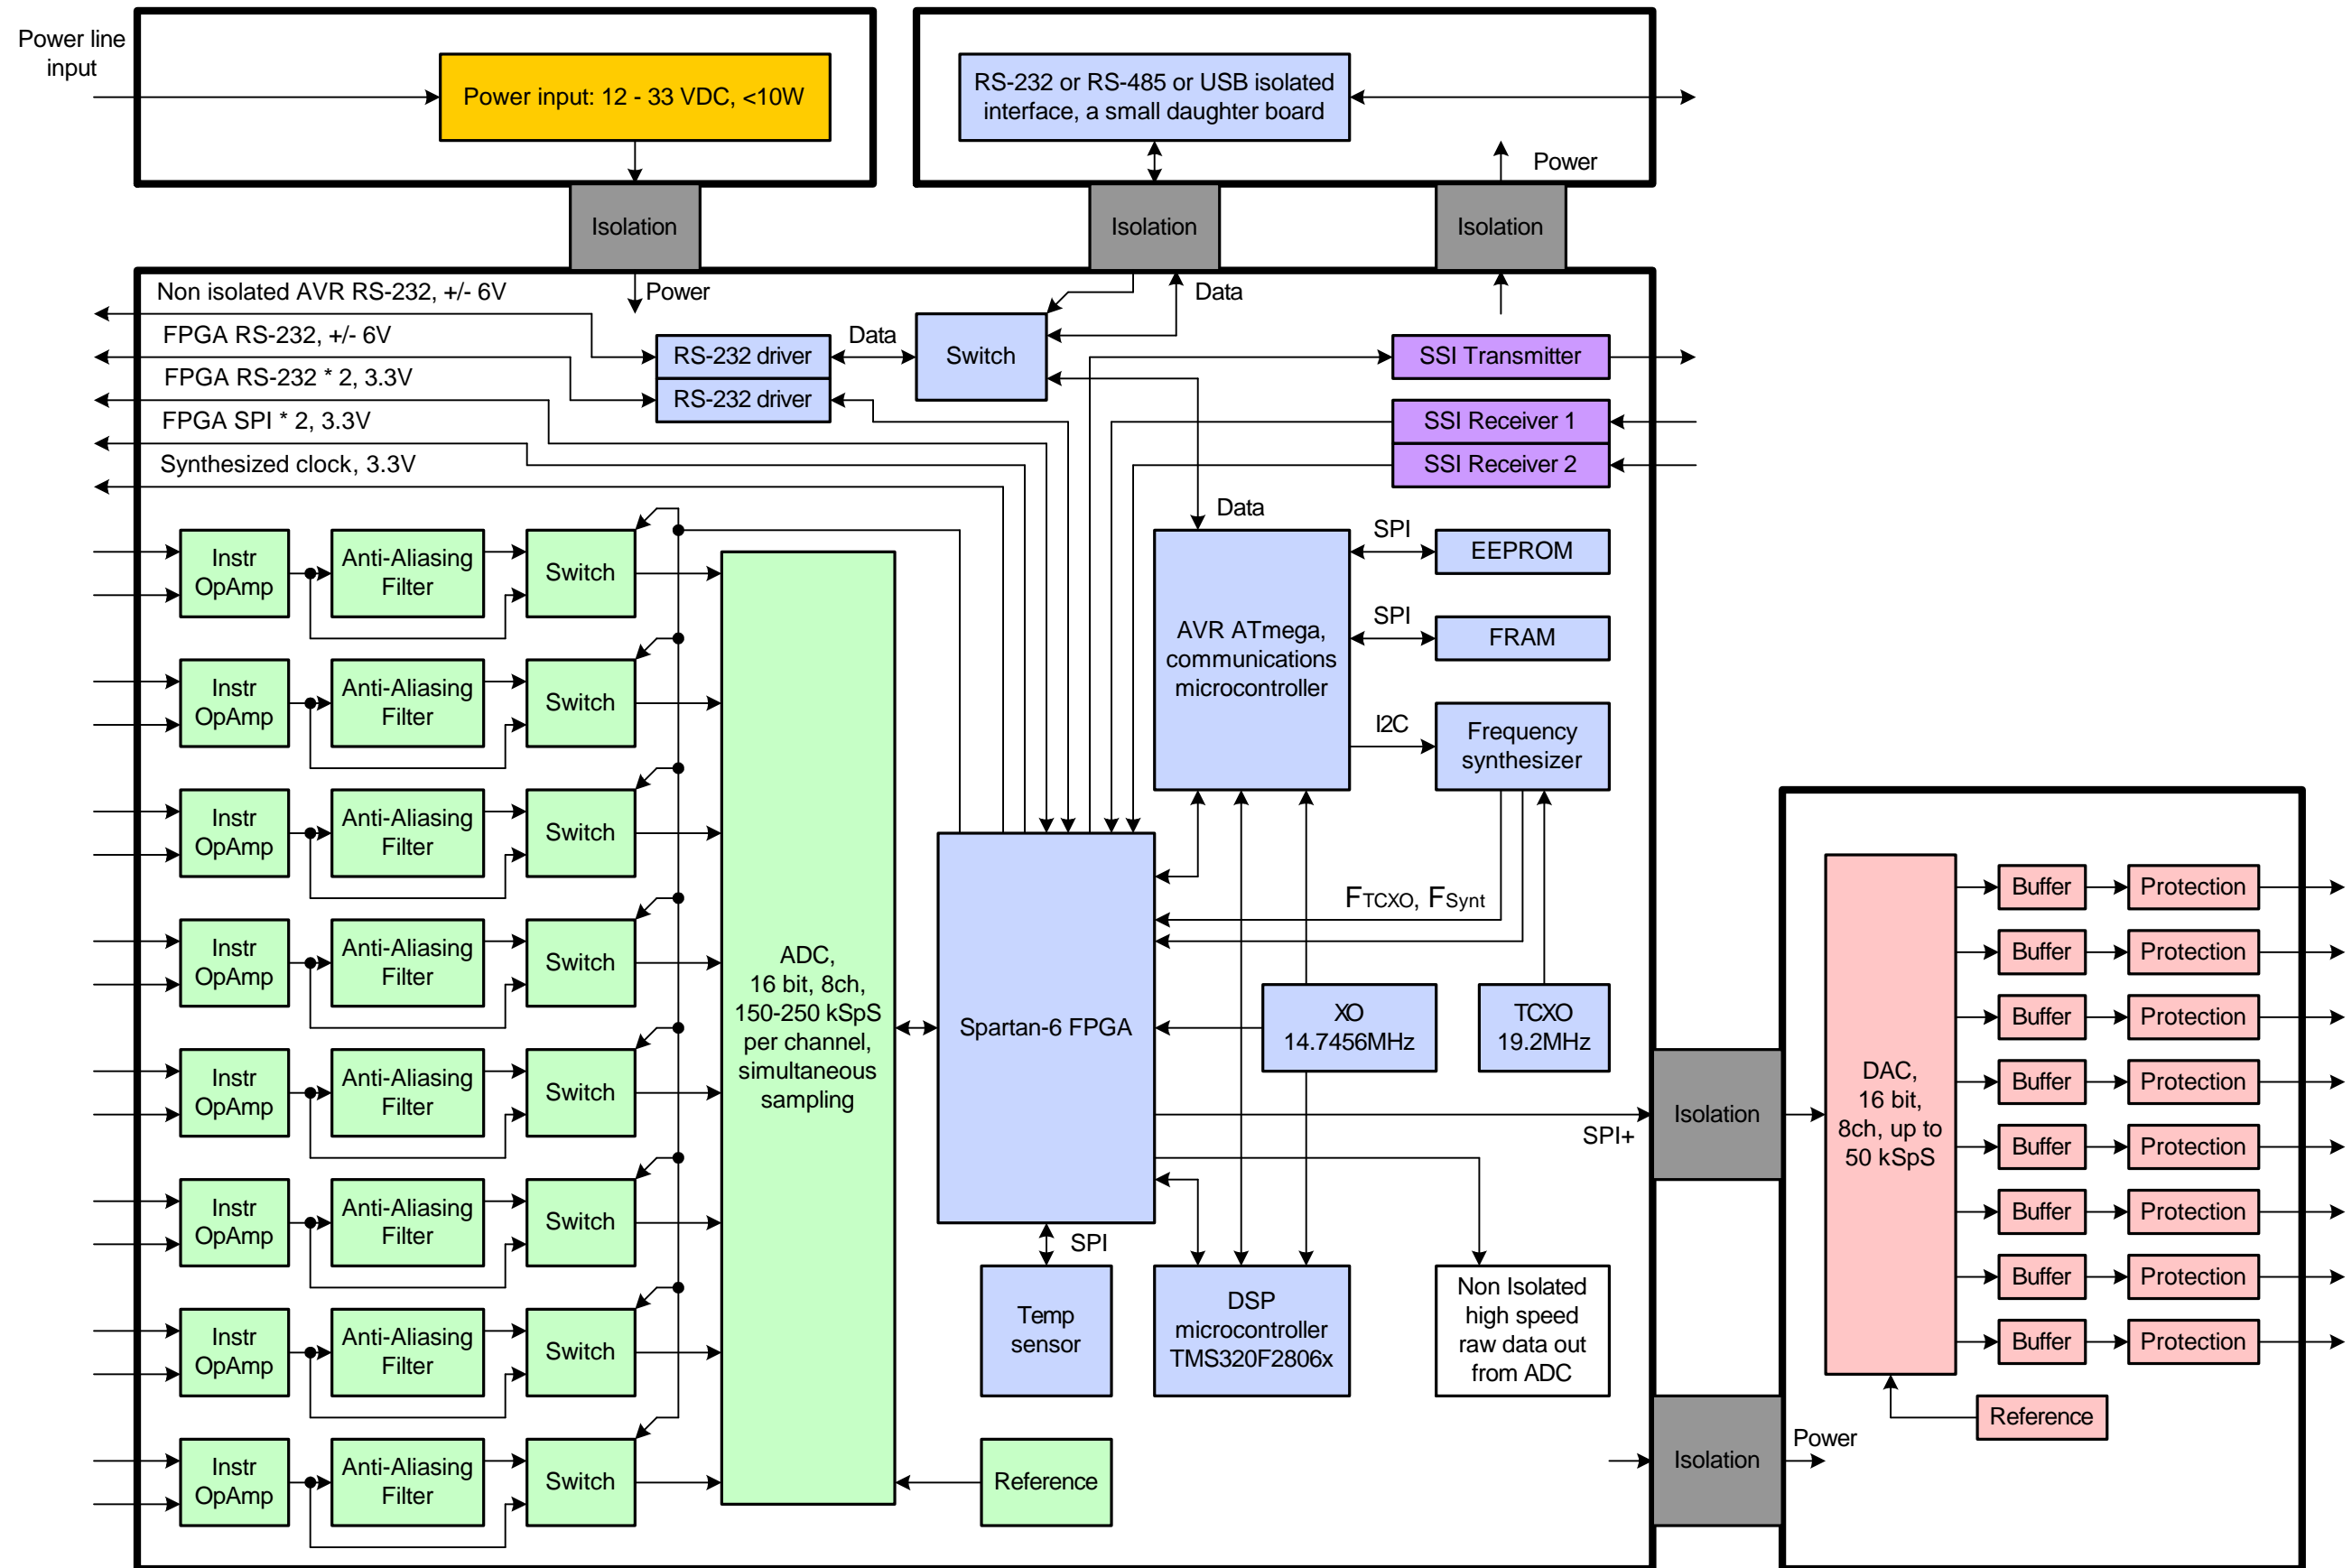 Power line
input
Power input: 12 - 33 VDC, <10W
RS-232 or RS-485 or USB isolated
interface, a small daughter board
Power
Isolation
Isolation
Isolation
Non isolated AVR RS-232, +/- 6V
Power
Data
FPGA RS-232, +/- 6V
RS-232 driver
Data
Switch
SSI Transmitter
FPGA RS-232 * 2, 3.3V
RS-232 driver
FPGA SPI * 2, 3.3V
SSI Receiver 1
Synthesized clock, 3.3V
SSI Receiver 2
Data
Instr
OpAmp
Anti-Aliasing
Filter
Switch
Instr
OpAmp
Anti-Aliasing
Filter
Switch
Instr
OpAmp
Anti-Aliasing
Filter
Switch
Instr
OpAmp
Anti-Aliasing
Filter
Switch
Instr
OpAmp
Anti-Aliasing
Filter
Switch
Instr
OpAmp
Anti-Aliasing
Filter
Switch
Instr
OpAmp
Anti-Aliasing
Filter
Switch
Instr
OpAmp
Anti-Aliasing
Filter
Switch
ADC,
16 bit, 8ch,
150-250 kSpS
per channel,
simultaneous
sampling
Reference
Spartan-6 FPGA
SPI
Temp
sensor
AVR ATmega,
communications
microcontroller
SPI
EEPROM
SPI
FRAM
I2C
Frequency
synthesizer
FTCXO, FSynt
XO
14.7456MHz
TCXO
19.2MHz
SPI+
DSP
microcontroller
TMS320F2806x
Non Isolated
high speed
raw data out
from ADC
Isolation
Isolation
Power
DAC,
16 bit,
8ch, up to
50 kSpS
Buffer
Protection
Buffer
Protection
Buffer
Protection
Buffer
Protection
Buffer
Protection
Buffer
Protection
Buffer
Protection
Buffer
Protection
Reference